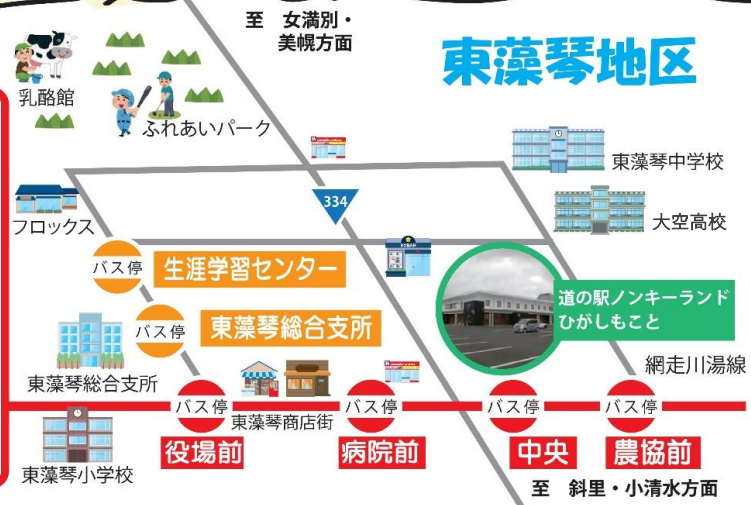 至 女満別・
美幌方面
東藻琴地区
乳酪館
ふれあいパーク
東藻琴中学校
334
大空高校
フロックス
KOBAN
バス停
生涯学習センター
道の駅ノンキーランド
ひがしもこと
バス停
東藻琴総合支所
網走川湯線
東藻琴総合支所
バス停
東藻琴商店街
バス停
バス停
バス停
役場前
病院前
中央
農協前
東藻琴小学校
至 斜里・小清水方面